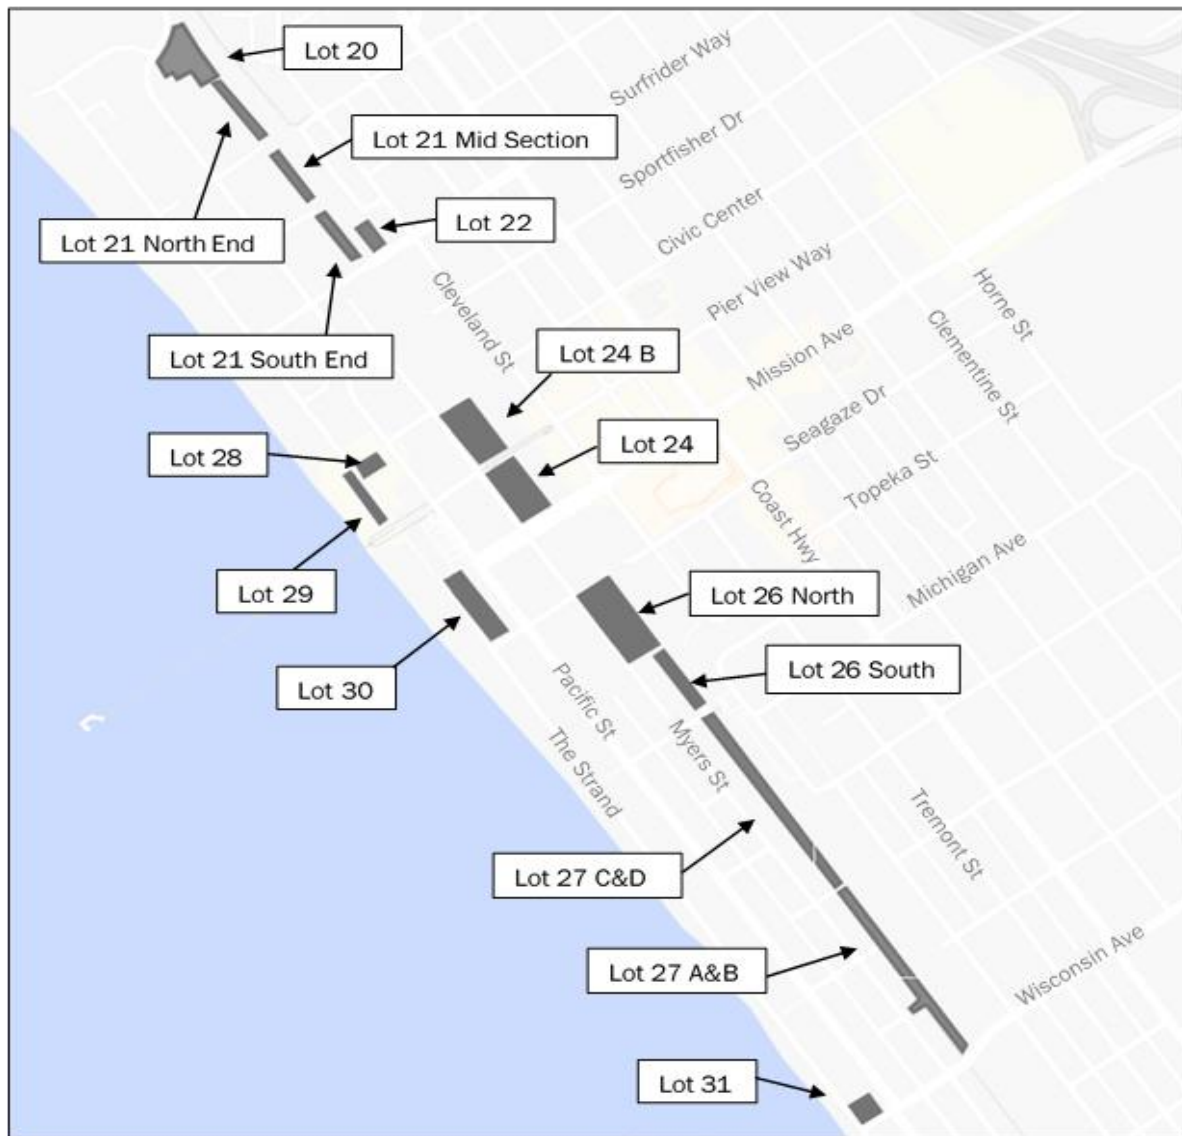 Lot 20
Surfrider Way
Lot 21 Mid Section
Sportfisher Dr
Lot 22
Civic Center
Lot 21 North End
Pier View Way
Cleveland St
Horne St
Lot 21 South End
Lot 24 B
Mission Ave
Clementine St
Seagaze Dr
Lot 28
Lot 24
Topeka St
Coast Hwy
Lot 29
Michigan Ave
Lot 26 North
Lot 26 South
Lot 30
Pacific St
Myers St
The Strand
Tremont St
Lot 27 C&D
Lot 27 A&B
Wisconsin Ave
Lot 31